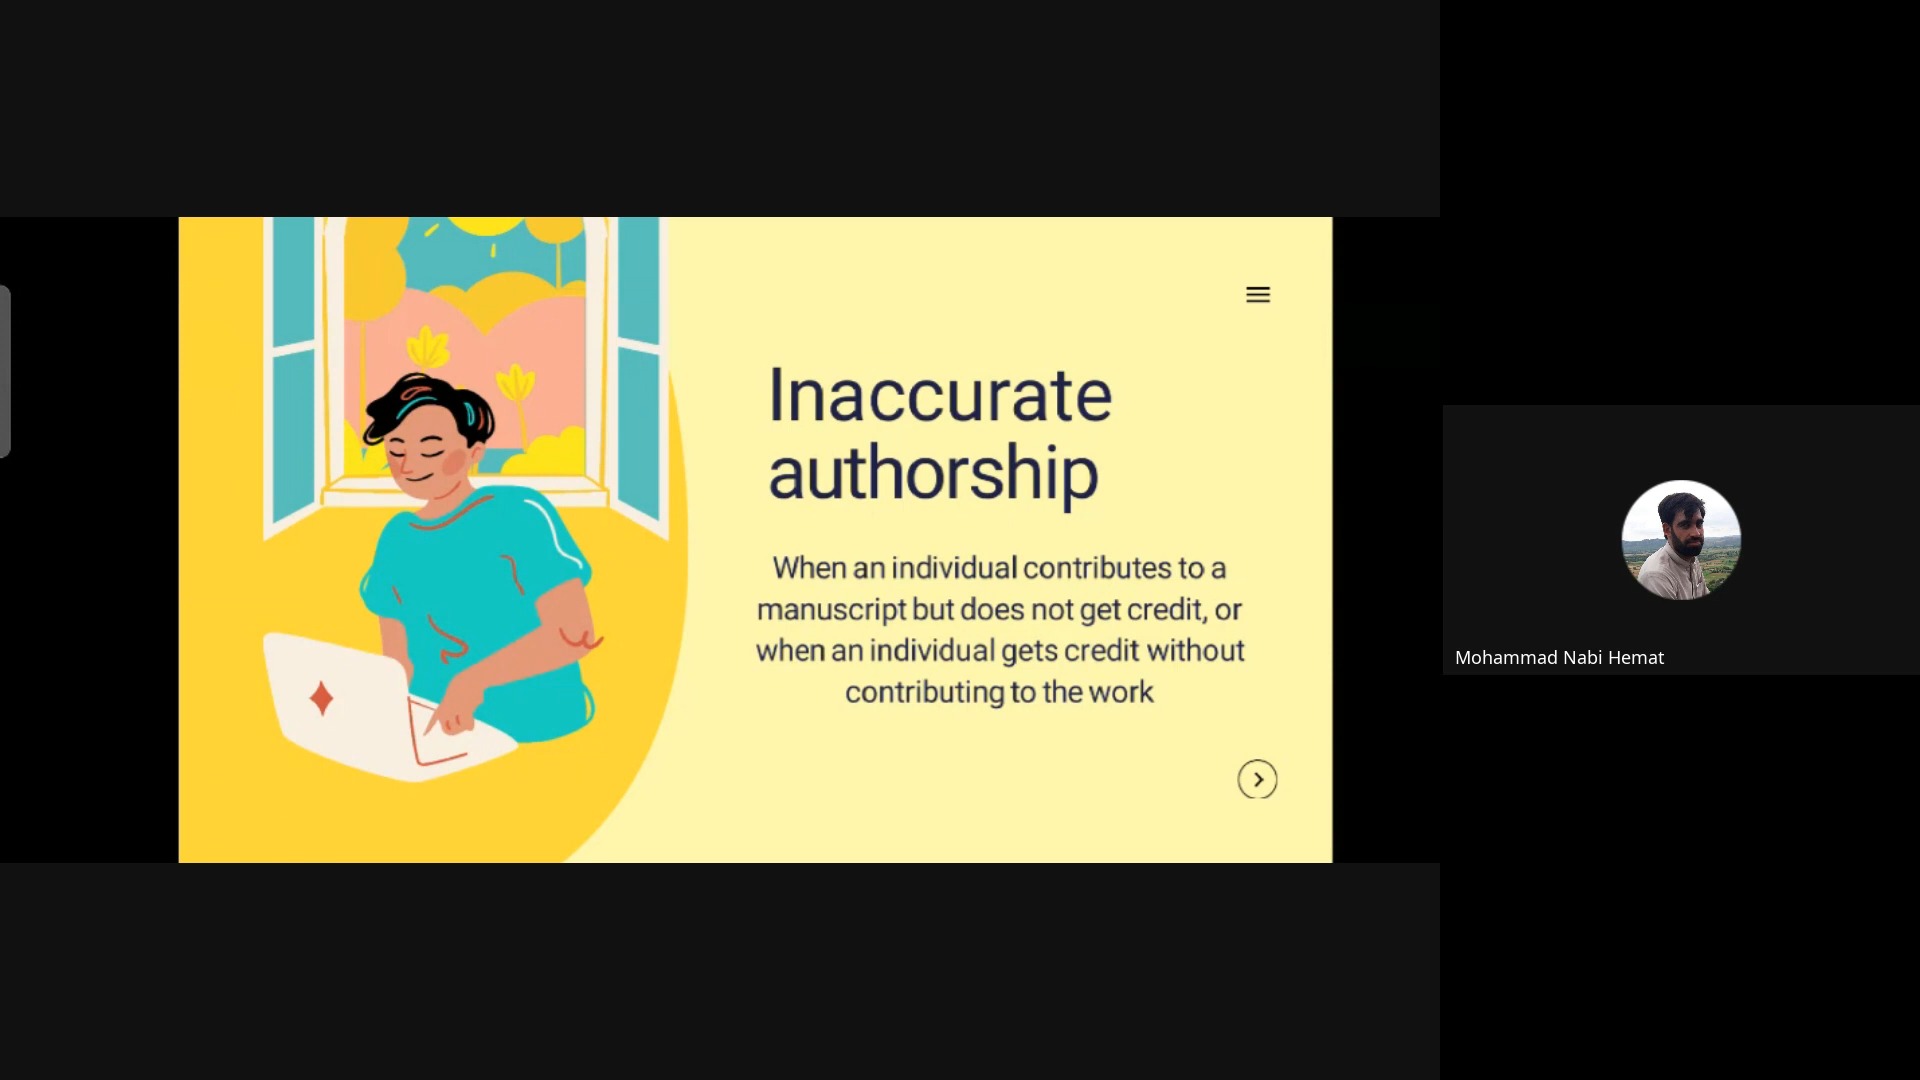 Inaccurate
authorship
When an individual contributes to a
manuscript but does not get credit, or
when an individual gets credit without
contributing to the work
Mohammad Nabi Hemat